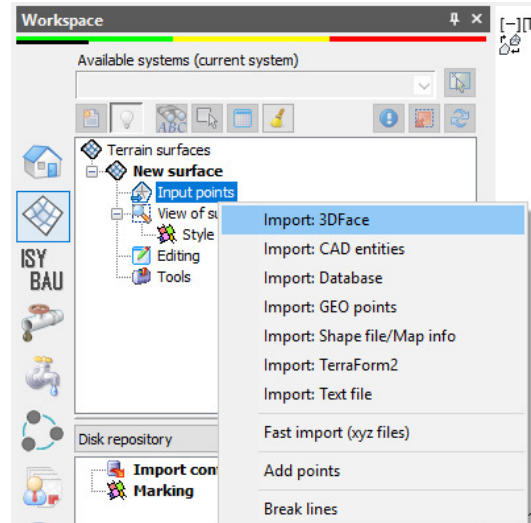 Workspace
[−]
Available systems (current system)
ABC
Terrain surfaces
New surface
Input points
View of su
Style
Editing
Tools
ISY
BAU
Import: 3DFace
Import: CAD entities
Import: Database
Import: GEO points
Import: Shape file/Map info
Import: TerraForm2
Import: Text file
Fast import (xyz files)
Add points
Break lines
Disk repository
Import con
Marking